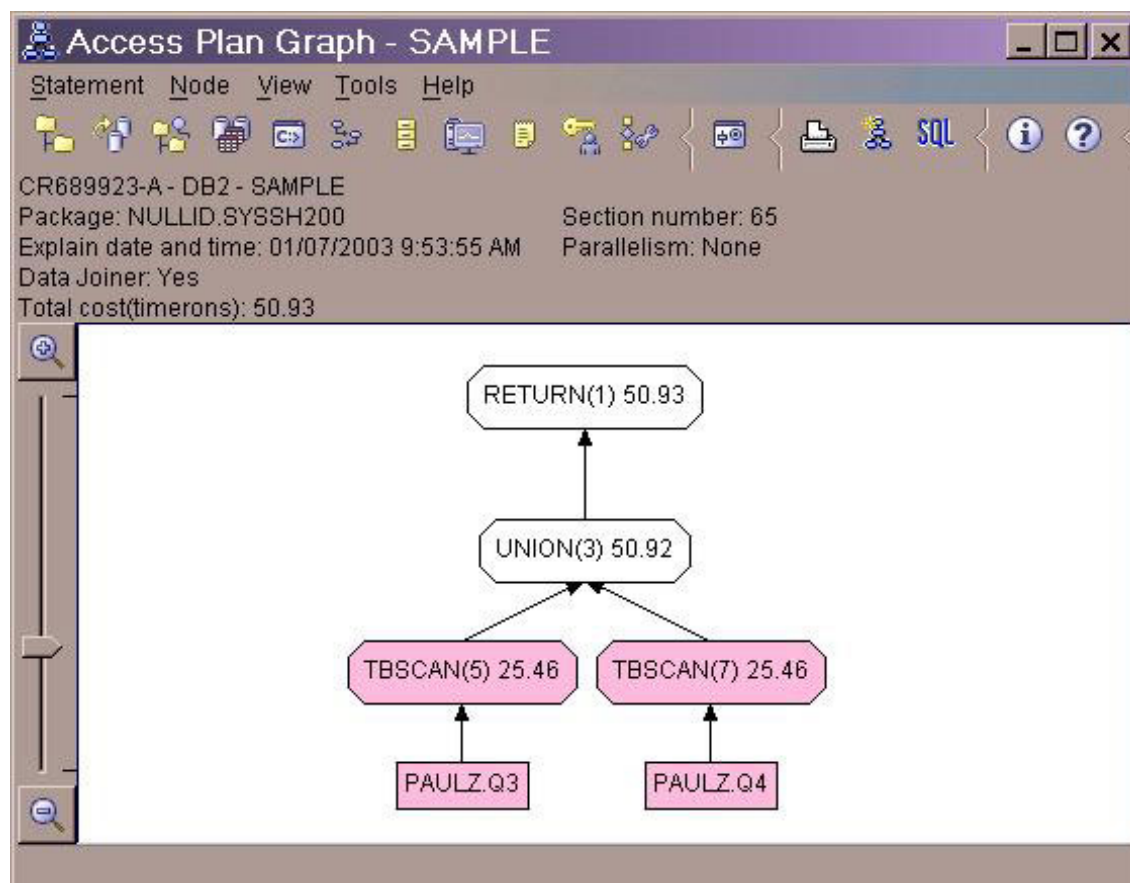 Access Plan Graph - SAMPLE
Statement Node View Tools Help
C:>
SQL
i ?
CR689923-A - DB2 - SAMPLE
Package: NULLID.SYSSH200 Section number: 65
Explain date and time: 01/07/2003 9:53:55 AM Parallelism: None
Data Joiner: Yes
Total cost(timerons): 50.93
RETURN(1) 50.93
UNION(3) 50.92
TBSCAN(5) 25.46 TBSCAN(7) 25.46
PAULZ.Q3 PAULZ.Q4